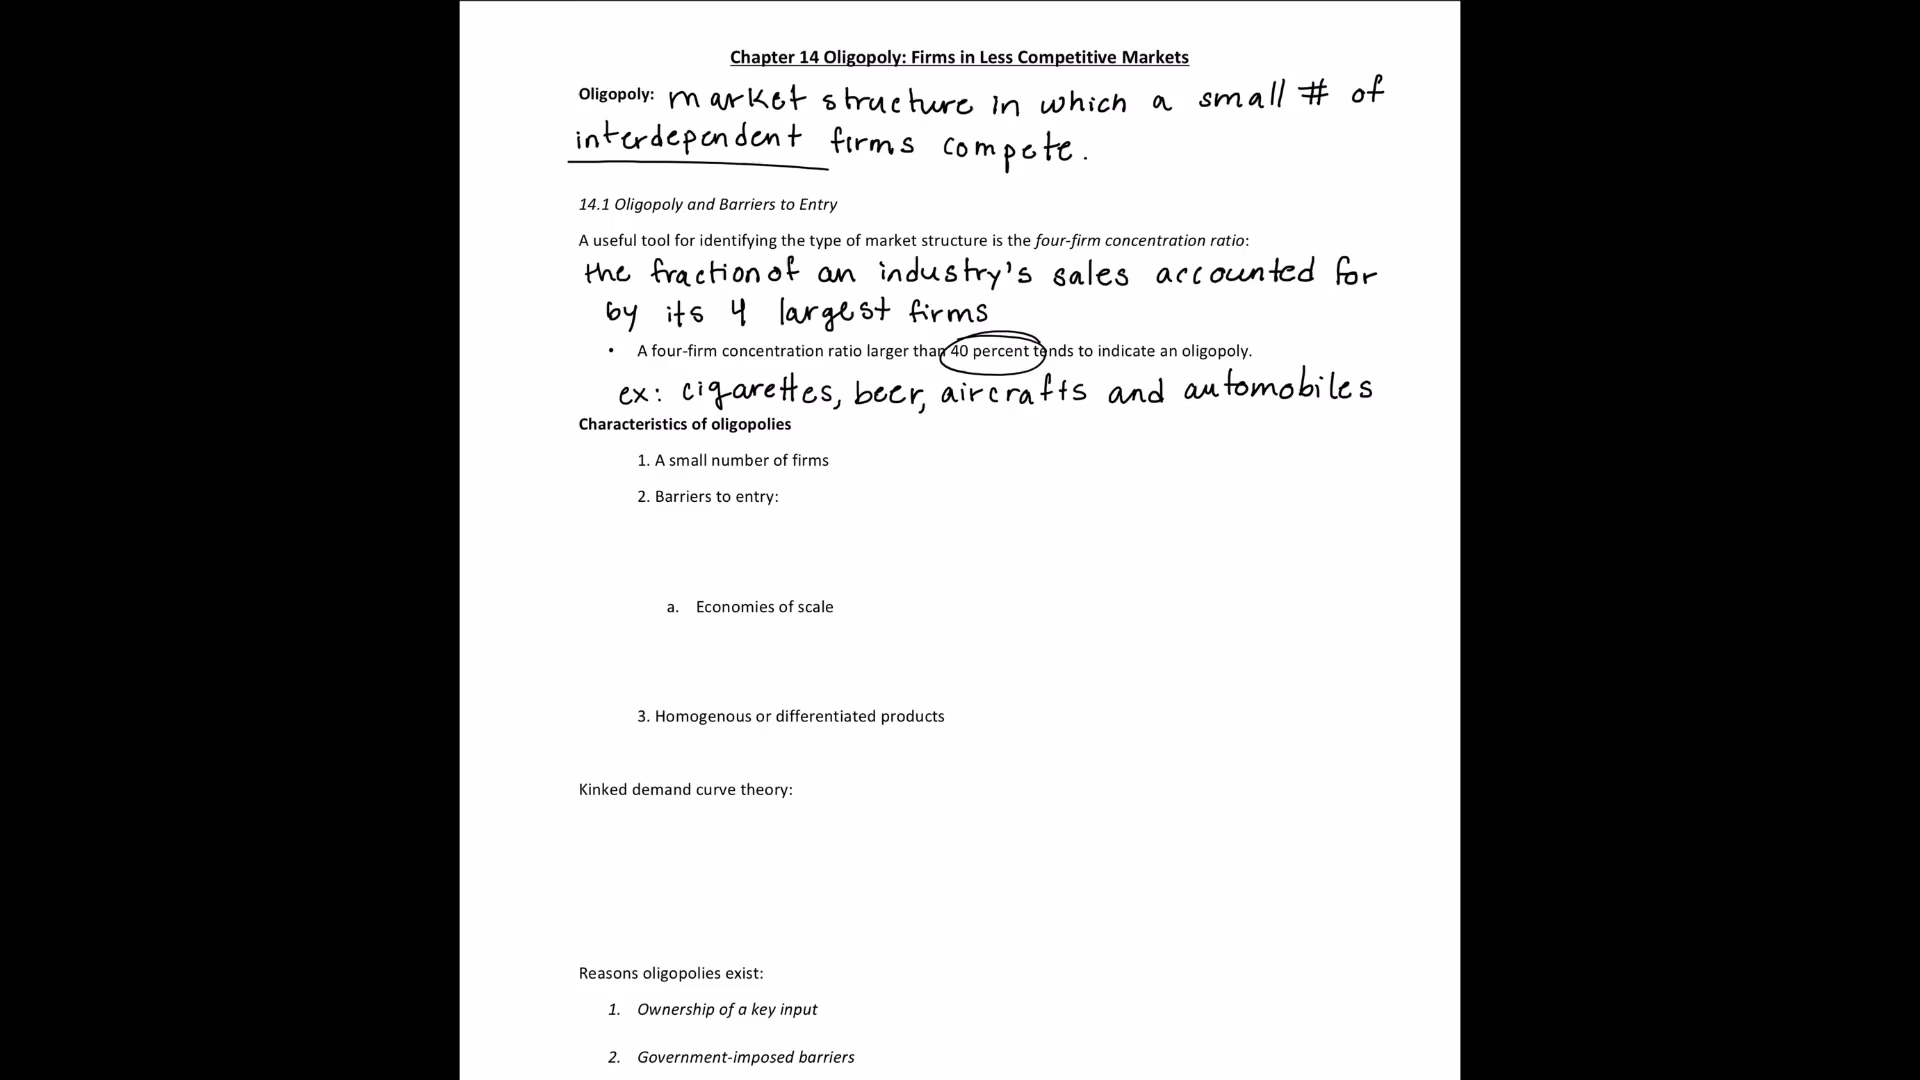 Chapter 14 Oligopoly: Firms in Less Competitive Markets
Oligopoly: market structure in which a small # of
interdependent firms compete.
14.1 Oligopoly and Barriers to Entry
A useful tool for identifying the type of market structure is the four-firm concentration ratio:
the fraction of an industry's sales accounted for
by its 4 largest firms
• A four-firm concentration ratio larger than 40 percent tends to indicate an oligopoly.
ex: cigarettes, beer, aircrafts and automobiles
Characteristics of oligopolies
1. A small number of firms
2. Barriers to entry:
a. Economies of scale
3. Homogenous or differentiated products
Kinked demand curve theory:
Reasons oligopolies exist:
1. Ownership of a key input
2. Government-imposed barriers